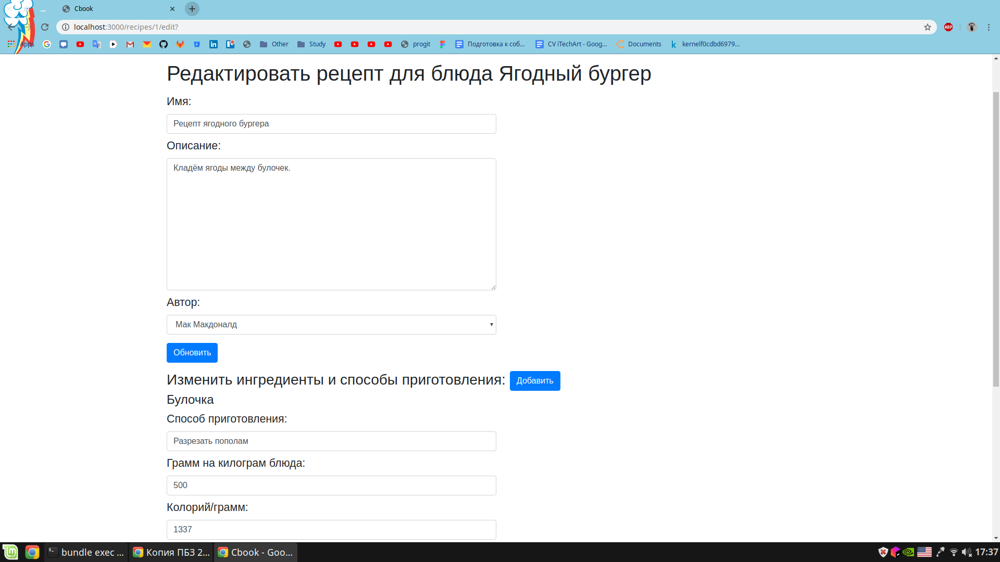 Cbook
localhost:3000/recipes/1/edit?
ABP
Apps Other Study progit Подготовка к соб... CV iTechArt - Goog... Documents kernelf0cdbd6979...
Редактировать рецепт для блюда Ягодный бургер
Имя:
Рецепт ягодного бургера
Описание:
Кладём ягоды между булочек.
Автор:
Мак Макдоналд
Обновить
Изменить ингредиенты и способы приготовления: Добавить
Булочка
Способ приготовления:
Разрезать пополам
Грамм на килограм блюда:
500
Колорий/грамм:
1337
bundle exec ... Копия ПБЗ 2... Cbook - Goo... 17:37